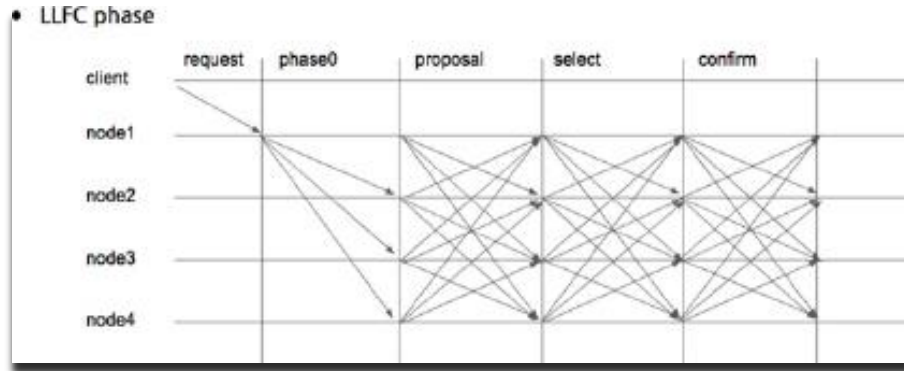 • LLFC phase
request phase0 proposal select confirm
client
node1
node2
node3
node4